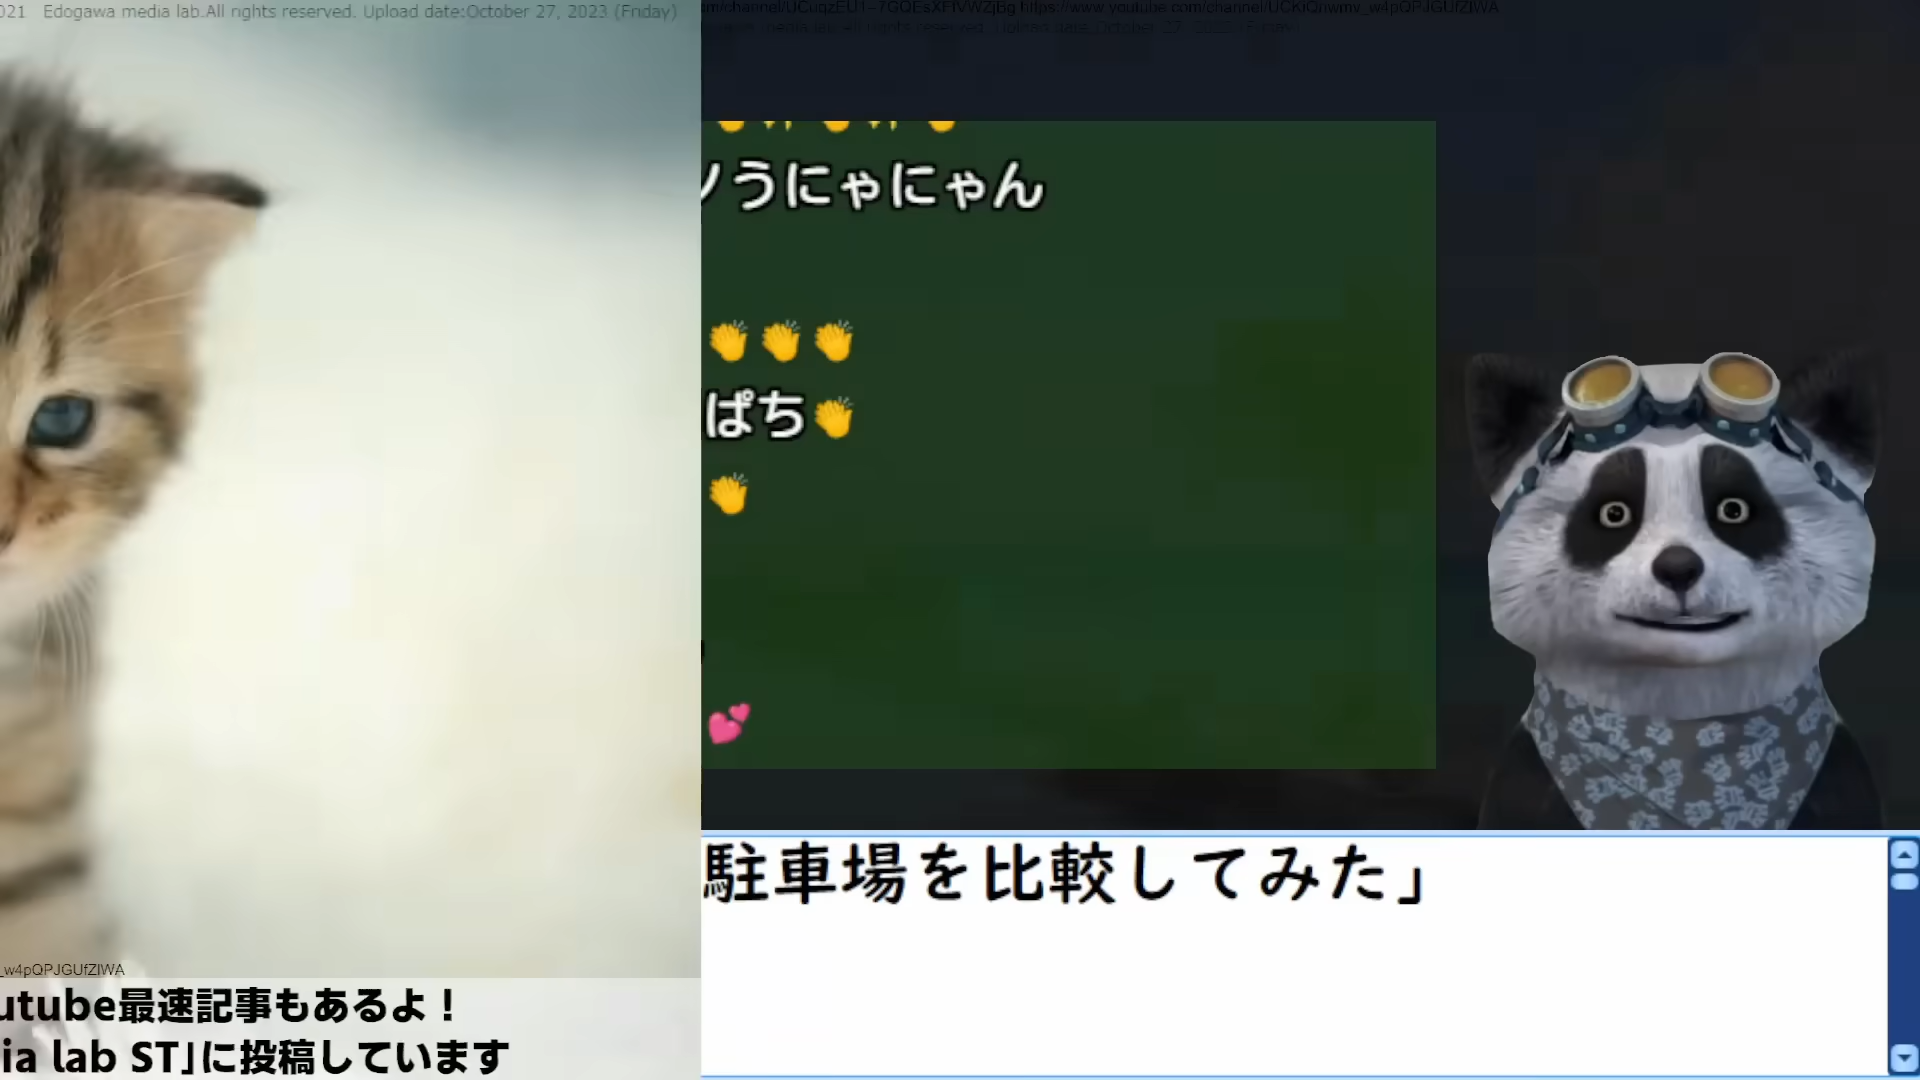 021 Edogawa media lab.All rights reserved. Upload date:October 27, 2023 (Friday)
_w4pQPJGUfZIWA
utube最速記事もあるよ！
ia lab ST」に投稿しています
うにゃにゃん
👏👏👏
ぱち👏
👏
💕
駐車場を比較してみた」